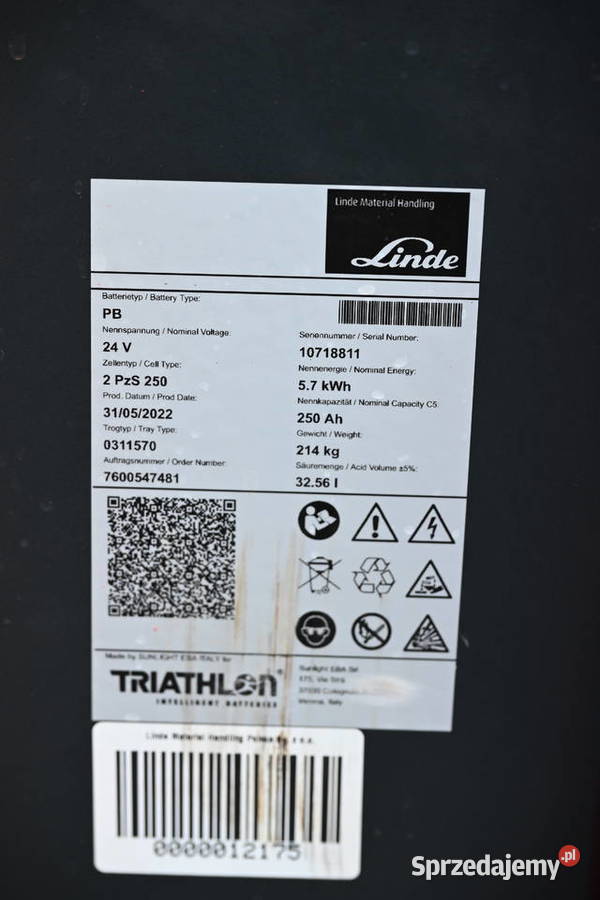 Linde Material Handling
Linde
Batterietyp / Battery Type:
PB
Nennspannung / Nominal Voltage:
24 V
Zellentyp / Cell Type:
2 PzS 250
Prod. Datum / Prod Date:
31/05/2022
Trogtyp / Tray Type:
0311570
Auftragsnummer / Order Number:
7600547481
Seriennummer / Serial Number:
10718811
Nennenergie / Nominal Energy:
5.7 kWh
Nennkapazität / Nominal Capacity C5:
250 Ah
Gewicht / Weight:
214 kg
Säuremenge / Acid Volume ±5%:
32.56 l
Made by SUNLIGHT EBA ITALY for
TRIATHLON®
INTELLIGENT BATTERIES
Sunlight EBA Srl
Verona, Italy
Linde Material Handling Polska
0000012175
Sprzedajemy.pl